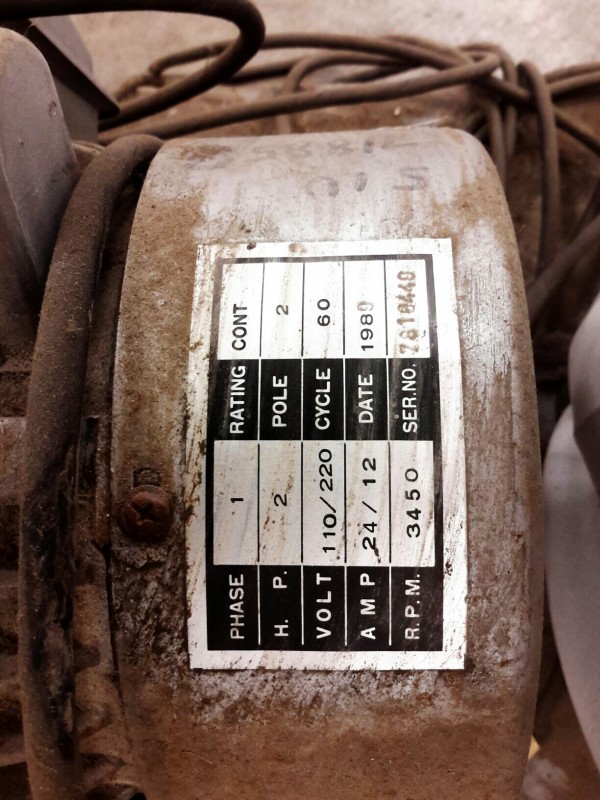 PHASE 1 RATING CONT
H. P. 2 POLE 2
VOLT 110/220 CYCLE 60
AMP 24/12 DATE 1989
R.P.M. 3450 SER.NO. 7810440